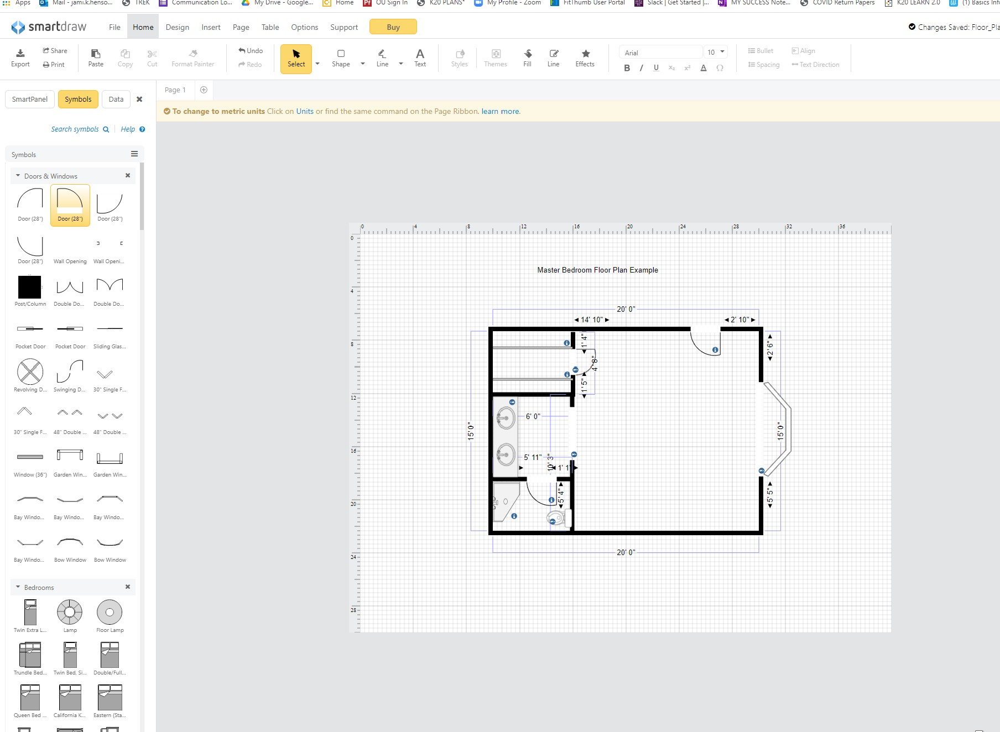 Apps Mail - jami.k.henso... TREK Communication Lo... My Drive - Google... Home OU Sign In K20 PLANS* My Profile - Zoom FitThumb User Portal Slack | Get Started |... MY SUCCESS Note... COVID Return Papers K20 LEARN 2.0 (1) Basics Inf
smartdraw File Home Design Insert Page Table Options Support Buy Changes Saved: Floor_Pla
Export Share Print Paste Copy Cut Format Painter Undo Redo Select Shape Line Text Styles Themes Fill Line Effects Arial 10 Bullet Align
B I U x₂ x² A Ω Spacing Text Direction
SmartPanel Symbols Data
Page 1
To change to metric units Click on Units or find the same command on the Page Ribbon. learn more.
Search symbols Help
Symbols
Doors & Windows
Door (28") Door (28") Door (28")
Door (28") Wall Opening Wall Openi...
Post/Column Double Do... Double Do...
Pocket Door Pocket Door Sliding Glas...
Revolving D... Swinging D... 30" Single F...
30" Single F... 48" Double ... 48" Double ...
Window (36") Garden Win... Garden Win...
Bay Windo... Bay Windo... Bay Windo...
Bay Windo... Bow Window Bow Window
Bedrooms
Twin Extra L... Lamp Floor Lamp
Trundle Bed... Twin Bed, Si... Double/Full...
Queen Bed ... California K... Eastern (Sta...
0 4 8 12 16 20 24 28 32 36
0
4
8
12
16
20
24
28
Master Bedroom Floor Plan Example
20' 0"
14' 10" 2' 10"
1' 4"
2' 6"
4' 8"
1' 5"
6' 0"
15' 0"
15' 0"
5' 11"
10' 3"
1' 1"
5' 4"
5' 5"
20' 0"